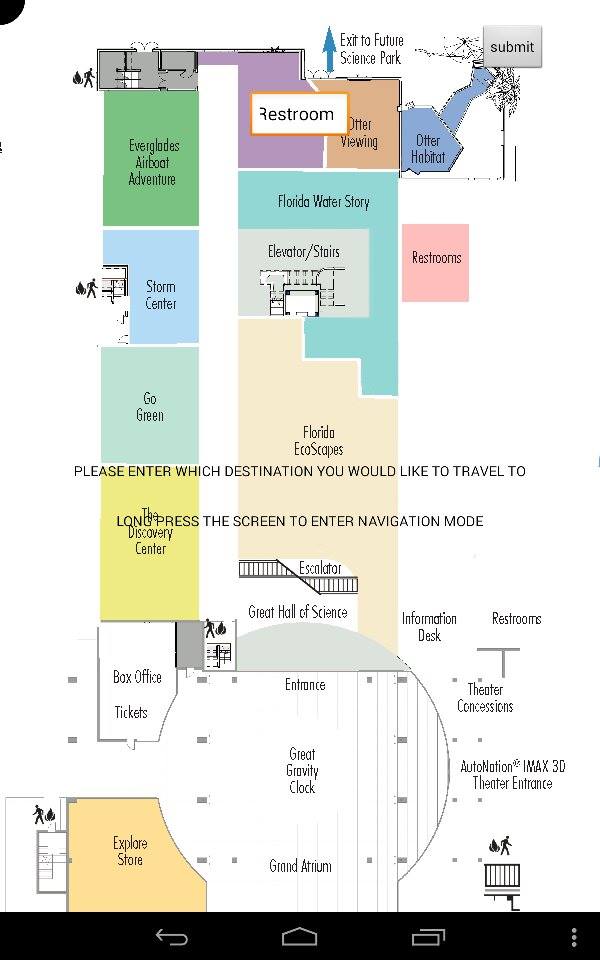 Exit to Future
Science Park
submit
Restroom
Otter
Viewing
Otter
Habitat
Everglades
Airboat
Adventure
Florida Water Story
Elevator/Stairs
Restrooms
Storm
Center
Go
Green
Florida
EcoScapes
PLEASE ENTER WHICH DESTINATION YOU WOULD LIKE TO TRAVEL TO
LONG PRESS THE SCREEN TO ENTER NAVIGATION MODE
The
Discovery
Center
Escalator
Great Hall of Science
Information
Desk
Restrooms
Box Office
Tickets
Entrance
Theater
Concessions
Great
Gravity
Clock
AutoNation® IMAX 3D
Theater Entrance
Explore
Store
Grand Atrium